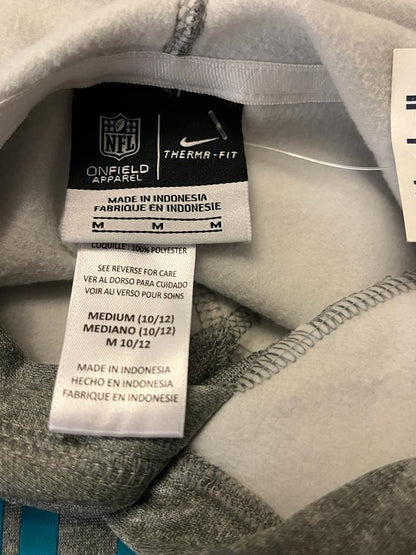 NFL
ONFIELD
APPAREL
THERMA-FIT
MADE IN INDONESIA
FABRIQUE EN INDONESIE
M M M
COQUILLE: 100% POLYESTER
SEE REVERSE FOR CARE
VER AL DORSO PARA CUIDADO
VOIR AU VERSO POUR SOINS
MEDIUM (10/12)
MEDIANO (10/12)
M 10/12
MADE IN INDONESIA
HECHO EN INDONESIA
FABRIQUE EN INDONESIE